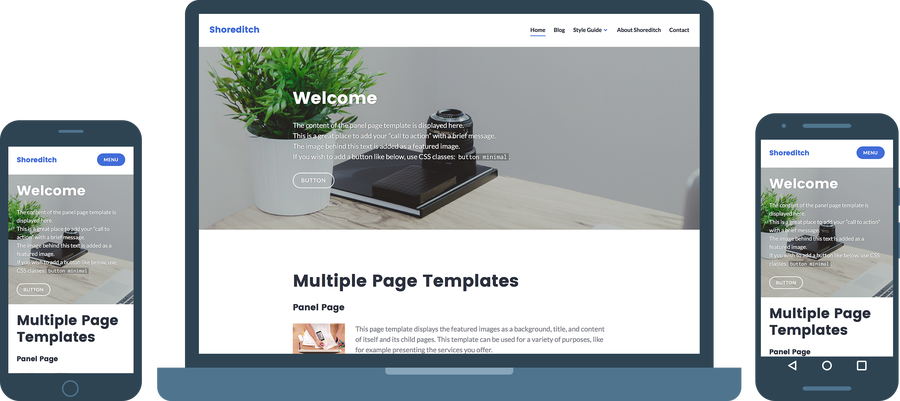 Shoreditch
Home Blog Style Guide About Shoreditch Contact
Welcome
The content of the panel page template is displayed here.
This is a great place to add your "call to action" with a brief message.
The image behind this text is added as a featured image.
If you wish to add a button like below, use CSS classes: button minimal
BUTTON
Multiple Page Templates
Panel Page
This page template displays the featured images as a background, title, and content
of itself and its child pages. This template can be used for a variety of purposes, like
for example presenting the services you offer.
Shoreditch MENU
Welcome
The content of the panel page template is
displayed here.
This is a great place to add your "call to
action" with a brief message.
The image behind this text is added as a
featured image.
If you wish to add a button like below, use
CSS classes: button minimal
BUTTON
Multiple Page
Templates
Panel Page
Shoreditch MENU
Welcome
The content of the panel page template is
displayed here.
This is a great place to add your "call to action"
with a brief message.
The image behind this text is added as a
featured image.
If you wish to add a button like below, use CSS
classes: button minimal
BUTTON
Multiple Page
Templates
Panel Page